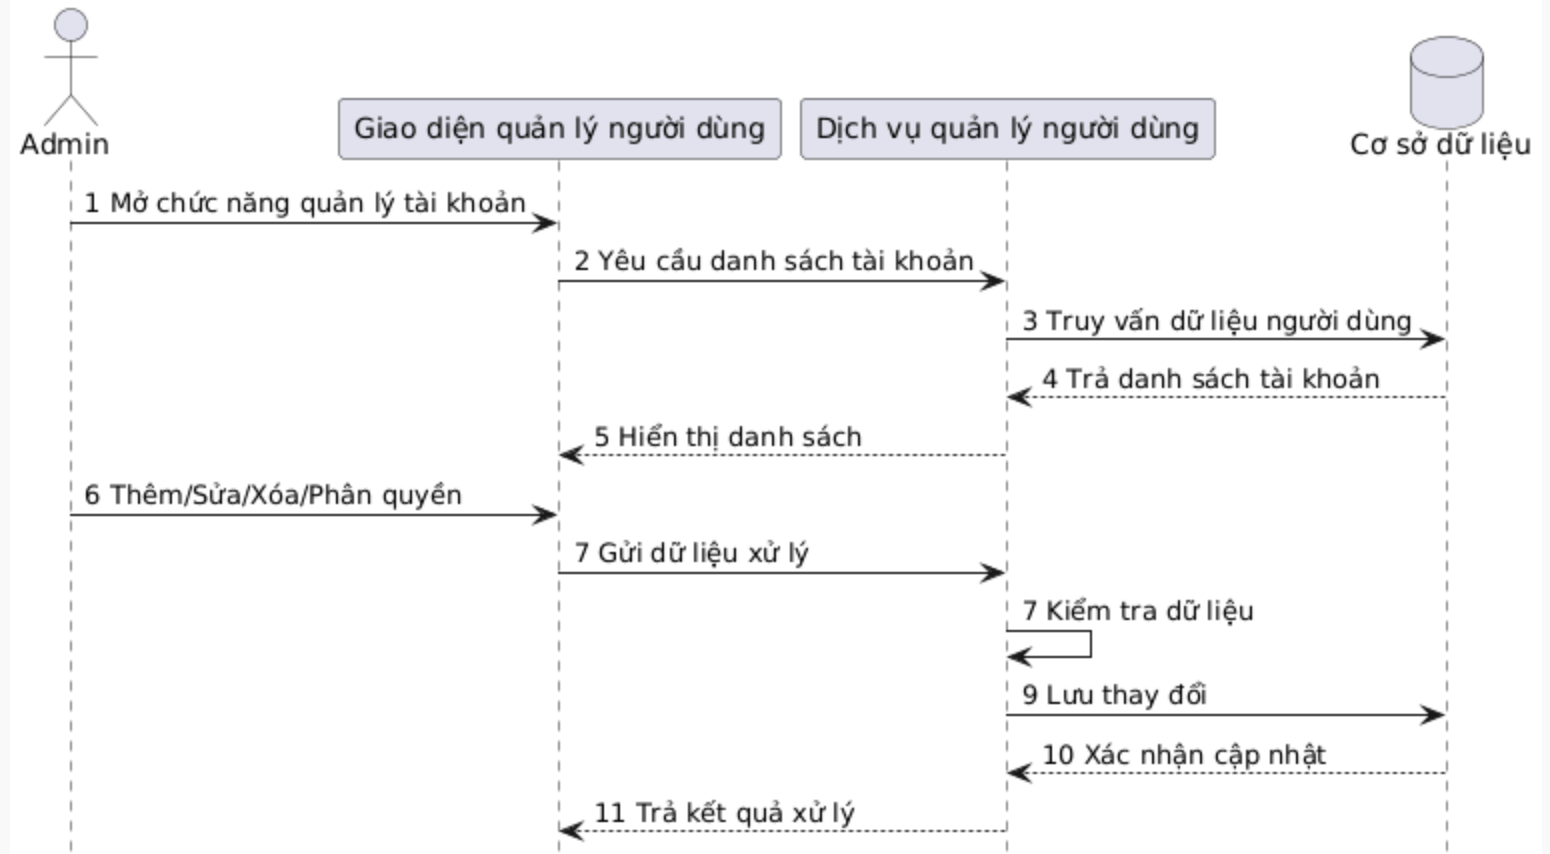 Admin
Giao diện quản lý người dùng
Dịch vụ quản lý người dùng
Cơ sở dữ liệu
1 Mở chức năng quản lý tài khoản
2 Yêu cầu danh sách tài khoản
3 Truy vấn dữ liệu người dùng
4 Trả danh sách tài khoản
5 Hiển thị danh sách
6 Thêm/Sửa/Xóa/Phân quyền
7 Gửi dữ liệu xử lý
7 Kiểm tra dữ liệu
9 Lưu thay đổi
10 Xác nhận cập nhật
11 Trả kết quả xử lý